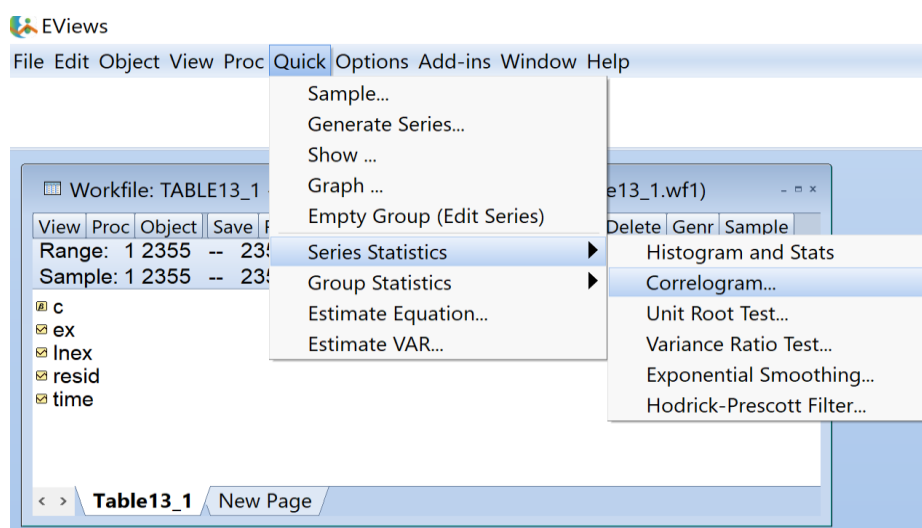 EViews
File Edit Object View Proc Quick Options Add-ins Window Help
Sample...
Generate Series...
Show ...
Graph ...
Empty Group (Edit Series)
Series Statistics
Group Statistics
Estimate Equation...
Estimate VAR...
Histogram and Stats
Correlogram...
Unit Root Test...
Variance Ratio Test...
Exponential Smoothing...
Hodrick-Prescott Filter...
Workfile: TABLE13_1 e13_1.wf1)
View Proc Object Save Delete Genr Sample
Range: 1 2355 -- 23
Sample: 1 2355 -- 23
c
ex
lnex
resid
time
< > Table13_1 New Page